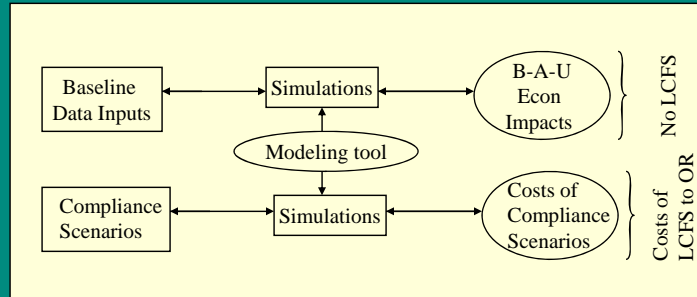 Baseline
Data Inputs
Simulations
B-A-U
Econ
Impacts
No LCFS
Modeling tool
Compliance
Scenarios
Simulations
Costs of
Compliance
Scenarios
Costs of
LCFS to OR